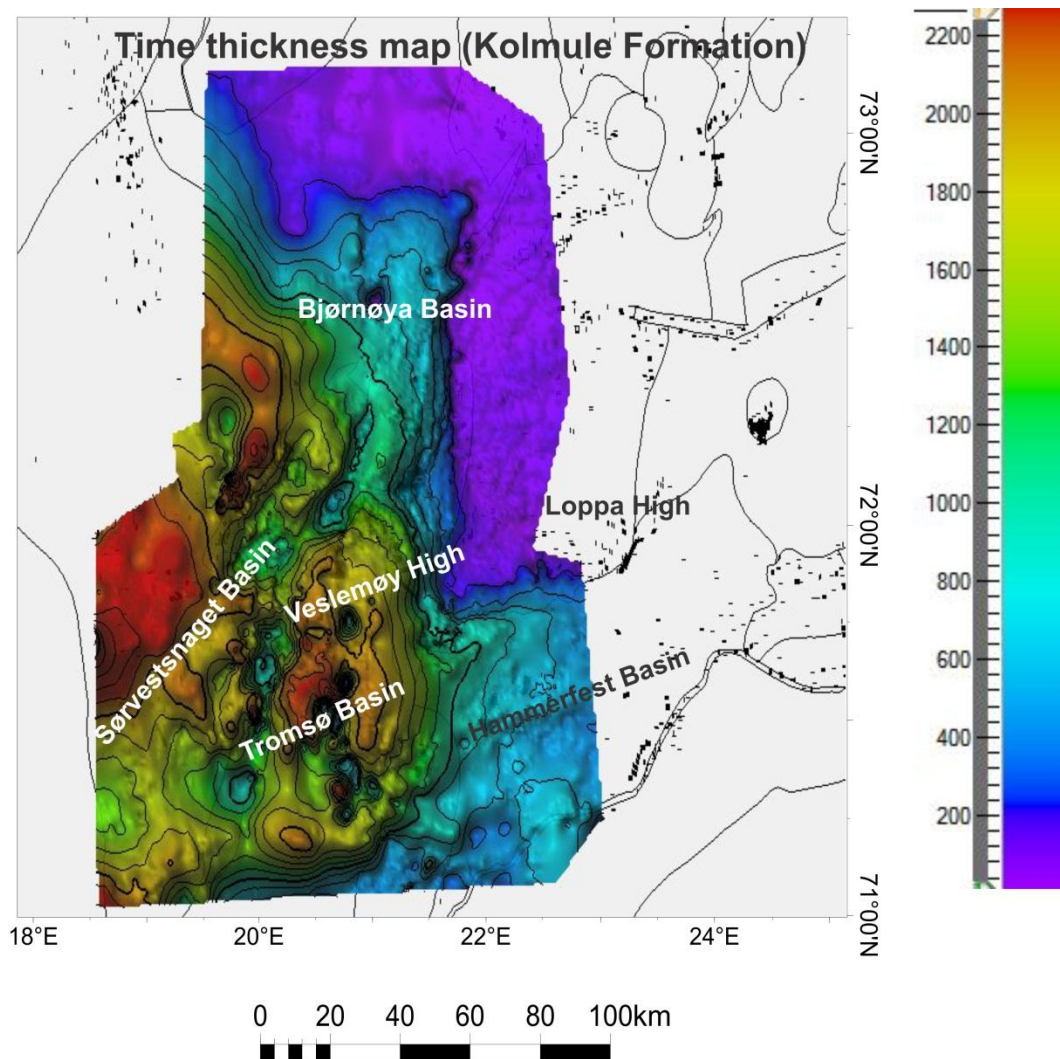 Time thickness map (Kolmule Formation)
2200
2000
1800
1600
1400
1200
1000
800
600
400
200
73°00'N
72°00'N
71°00'N
Bjørnøya Basin
Loppa High
Sørvestsnaget Basin
Veslemøy High
Tromsø Basin
Hammerfest Basin
18°E
20°E
22°E
24°E
0 20 40 60 80 100km